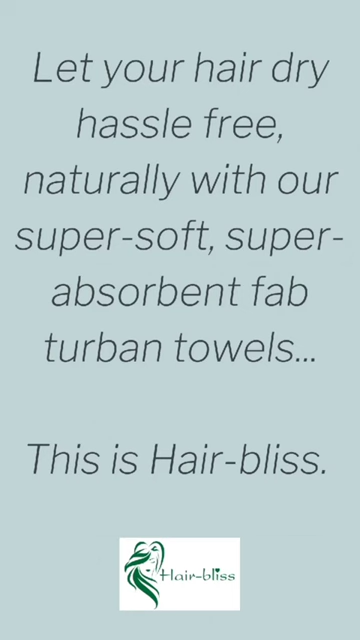 Let your hair dry
hassle free,
naturally with our
super-soft, super-
absorbent fab
turban towels...
This is Hair-bliss.
Hair-bliss